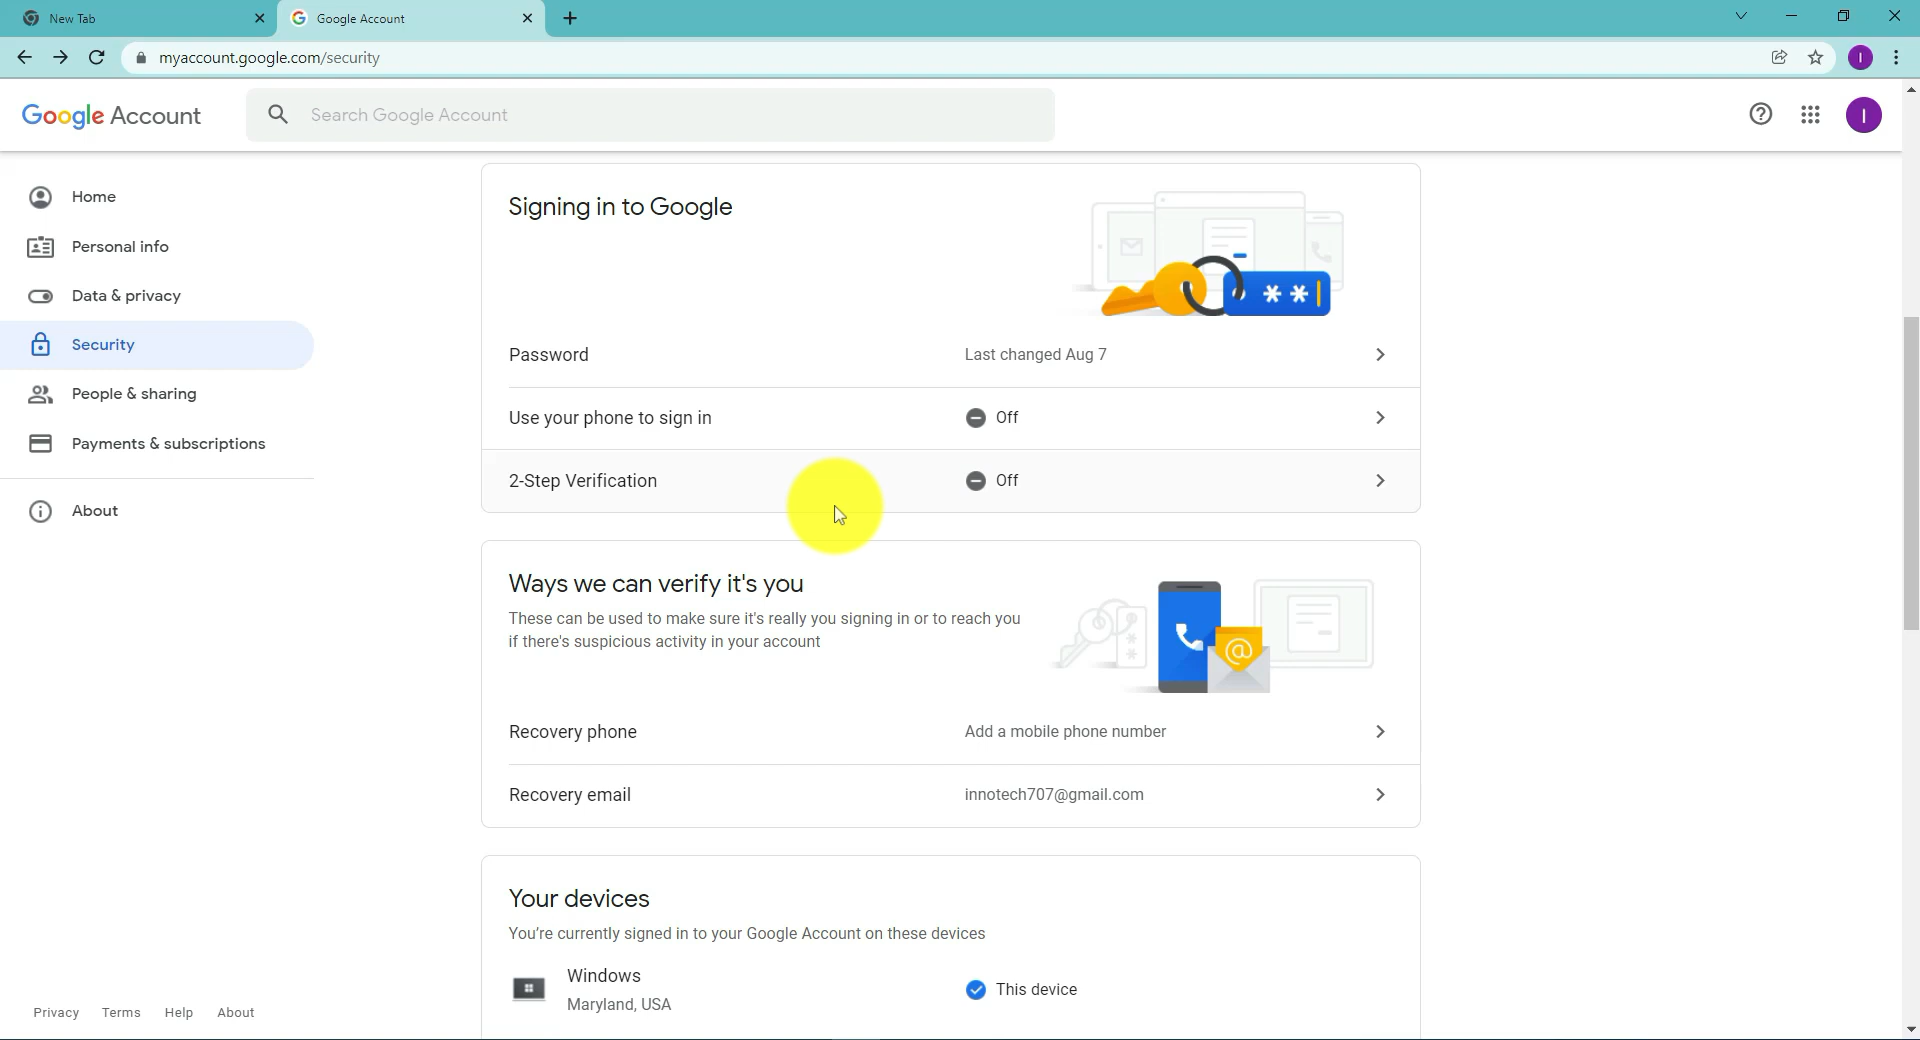 New Tab
Google Account
myaccount.google.com/security
I
Google Account
Search Google Account
I
Home
Personal info
Data & privacy
Security
People & sharing
Payments & subscriptions
About
Signing in to Google
**
Password
Last changed Aug 7
Use your phone to sign in
Off
2-Step Verification
Off
Ways we can verify it's you
These can be used to make sure it's really you signing in or to reach you
if there's suspicious activity in your account
Recovery phone
Add a mobile phone number
Recovery email
innotech707@gmail.com
Your devices
You're currently signed in to your Google Account on these devices
Windows
Maryland, USA
This device
Privacy
Terms
Help
About